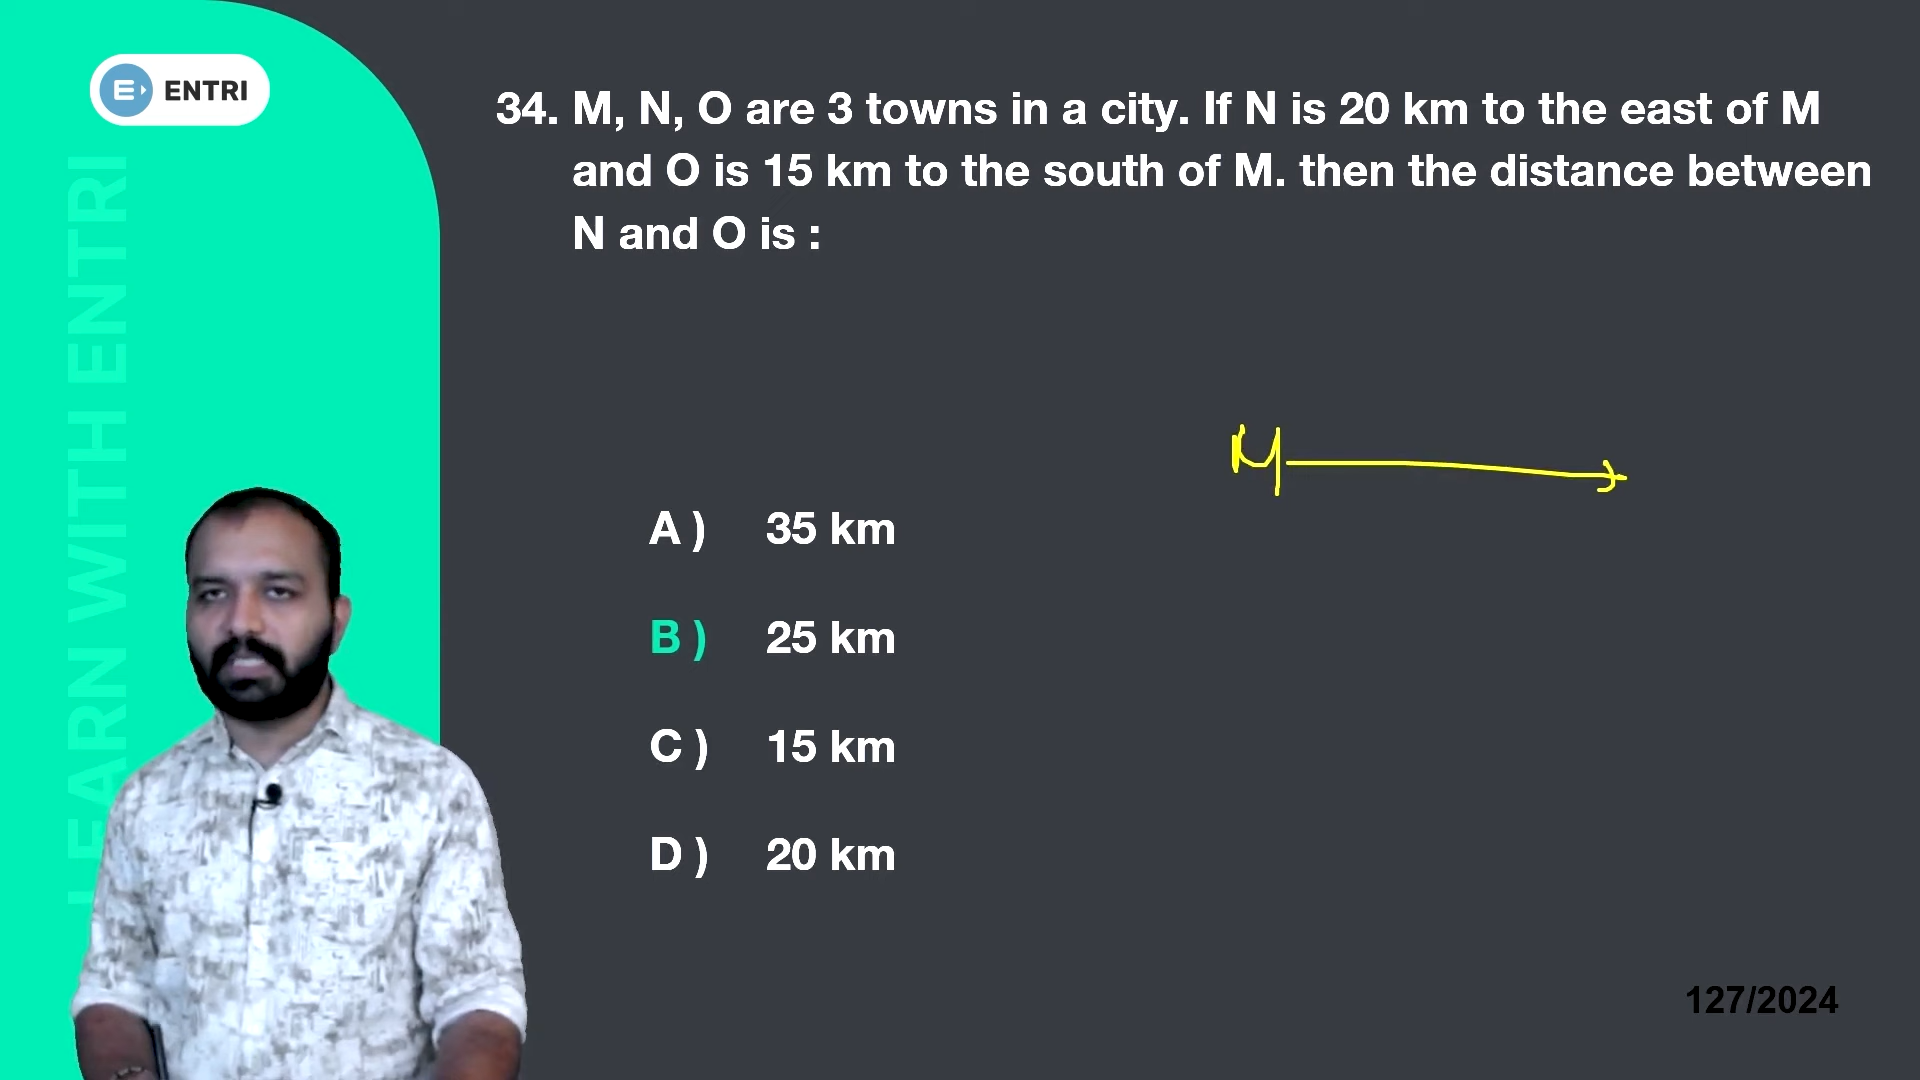 ENTRI
LEARN WITH ENTRI
34. M, N, O are 3 towns in a city. If N is 20 km to the east of M
and O is 15 km to the south of M. then the distance between
N and O is :
M
A ) 35 km
B ) 25 km
C ) 15 km
D ) 20 km
127/2024